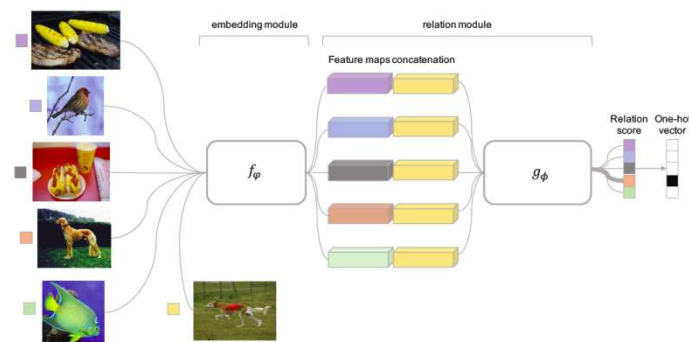 embedding module
relation module
Feature maps concatenation
Relation
score
One-hot
vector
fφ
gϕ